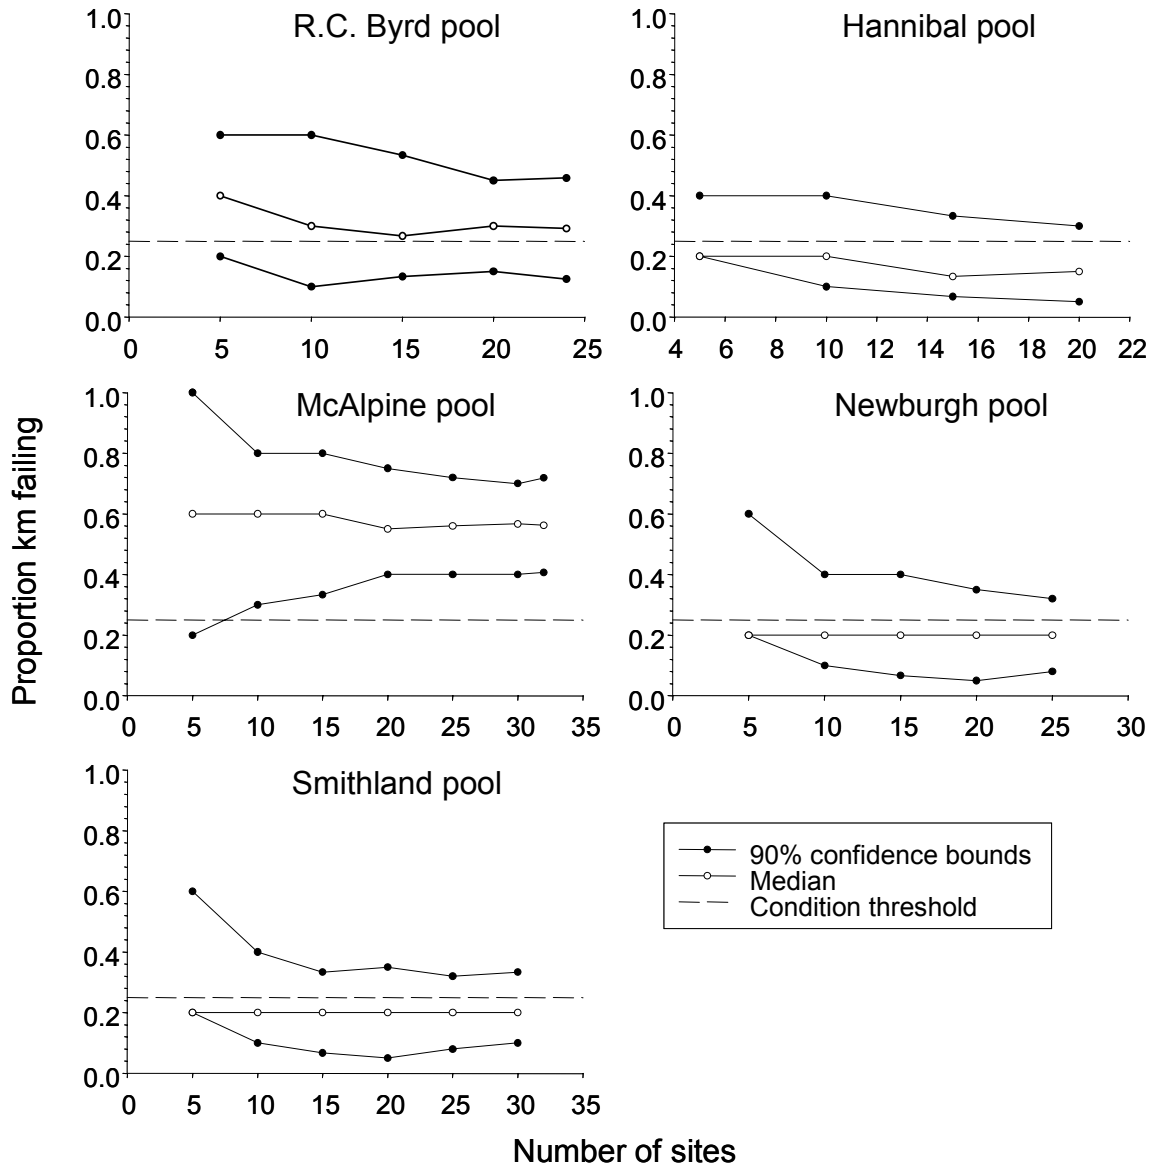 R.C. Byrd pool
1.0
0.8
0.6
0.4
0.2
0.0
0 5 10 15 20 25
Hannibal pool
1.0
0.8
0.6
0.4
0.2
0.0
4 6 8 10 12 14 16 18 20 22
McAlpine pool
1.0
0.8
0.6
0.4
0.2
0.0
0 5 10 15 20 25 30 35
Newburgh pool
1.0
0.8
0.6
0.4
0.2
0.0
0 5 10 15 20 25 30
Smithland pool
1.0
0.8
0.6
0.4
0.2
0.0
0 5 10 15 20 25 30 35
90% confidence bounds
Median
Condition threshold
Proportion km failing
Number of sites